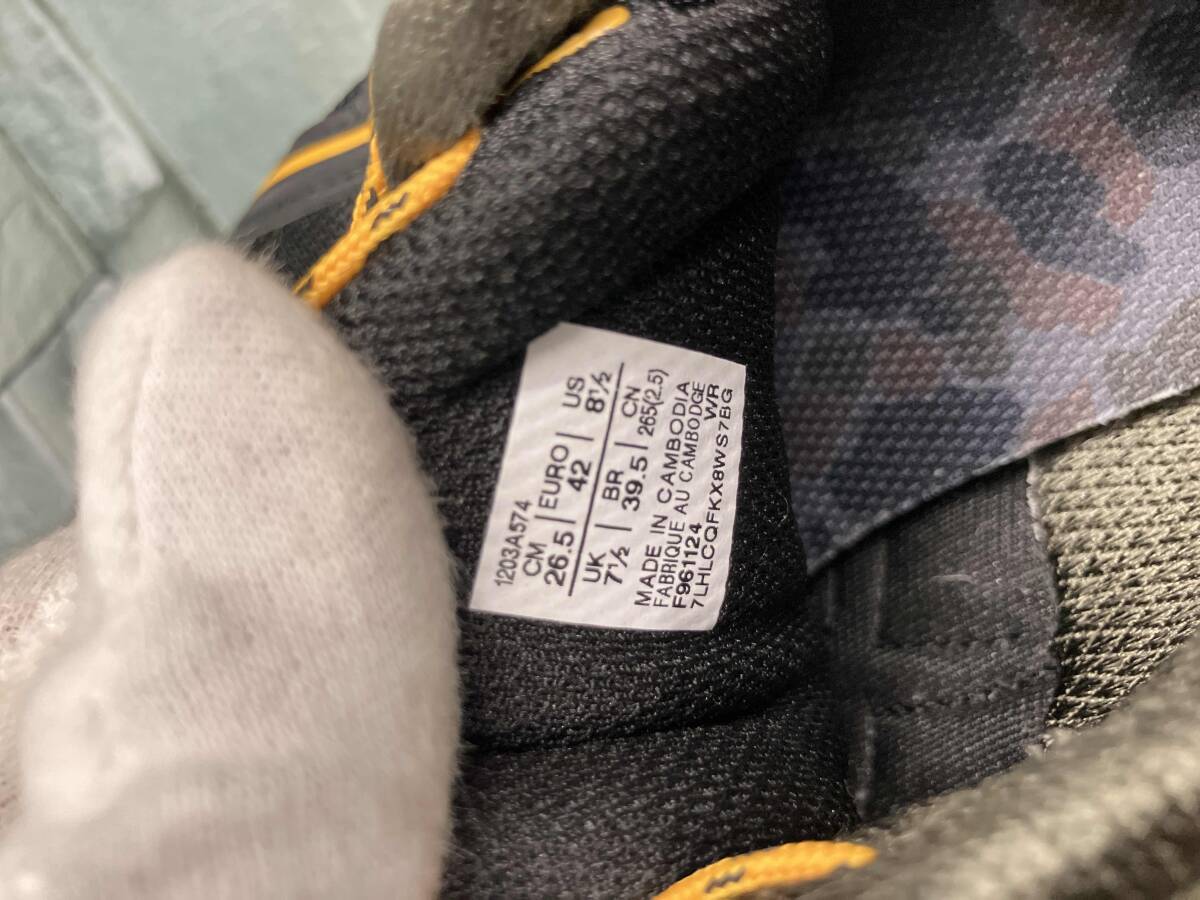 1203A574
CM | EURO | US
26.5 | 42 | 8½
UK | BR | CN
7½ | 39.5 | 265(2.5)
MADE IN CAMBODIA
FABRIQUE AU CAMBODGE
F961124 WR
7LHLCQFKX8WS7BG